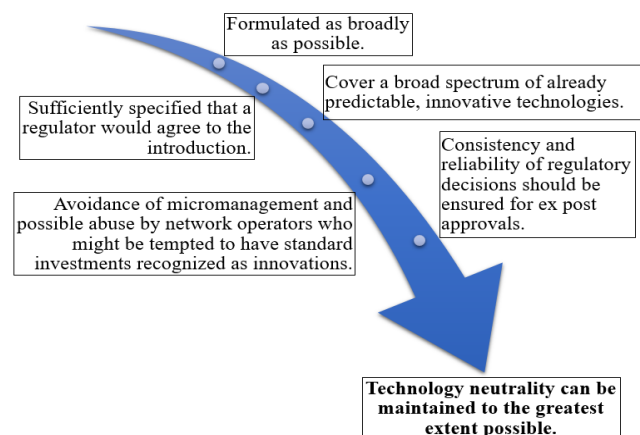 Formulated as broadly
as possible.
Cover a broad spectrum of already
predictable, innovative technologies.
Sufficiently specified that a
regulator would agree to the
introduction.
Consistency and
reliability of regulatory
decisions should be
ensured for ex post
approvals.
Avoidance of micromanagement and
possible abuse by network operators who
might be tempted to have standard
investments recognized as innovations.
Technology neutrality can be
maintained to the greatest
extent possible.